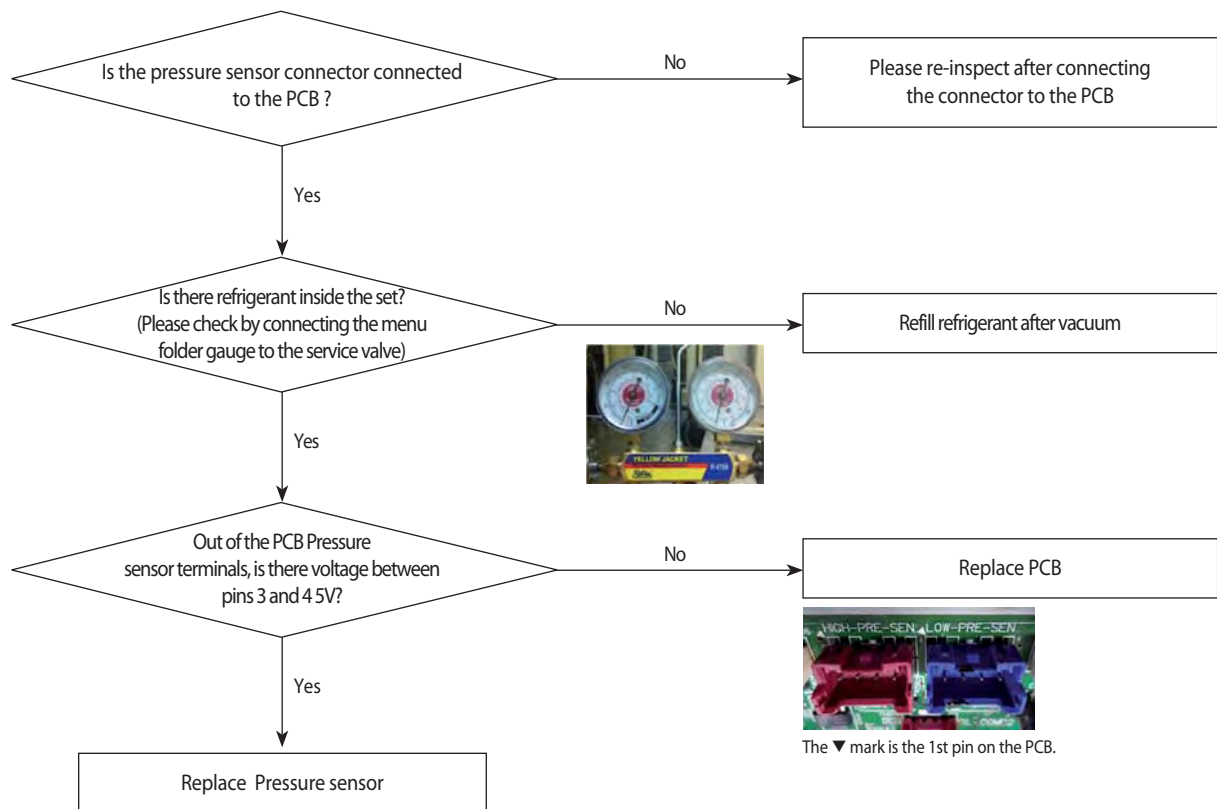 Is the pressure sensor connector connected
to the PCB ?
No
Please re-inspect after connecting
the connector to the PCB
Yes
Is there refrigerant inside the set?
(Please check by connecting the menu
folder gauge to the service valve)
No
Refill refrigerant after vacuum
YELLOW JACKET
Yes
Out of the PCB Pressure
sensor terminals, is there voltage between
pins 3 and 4 5V?
No
Replace PCB
HIGH-PRE-SEN LOW-PRE-SEN
The ▼ mark is the 1st pin on the PCB.
Yes
Replace Pressure sensor